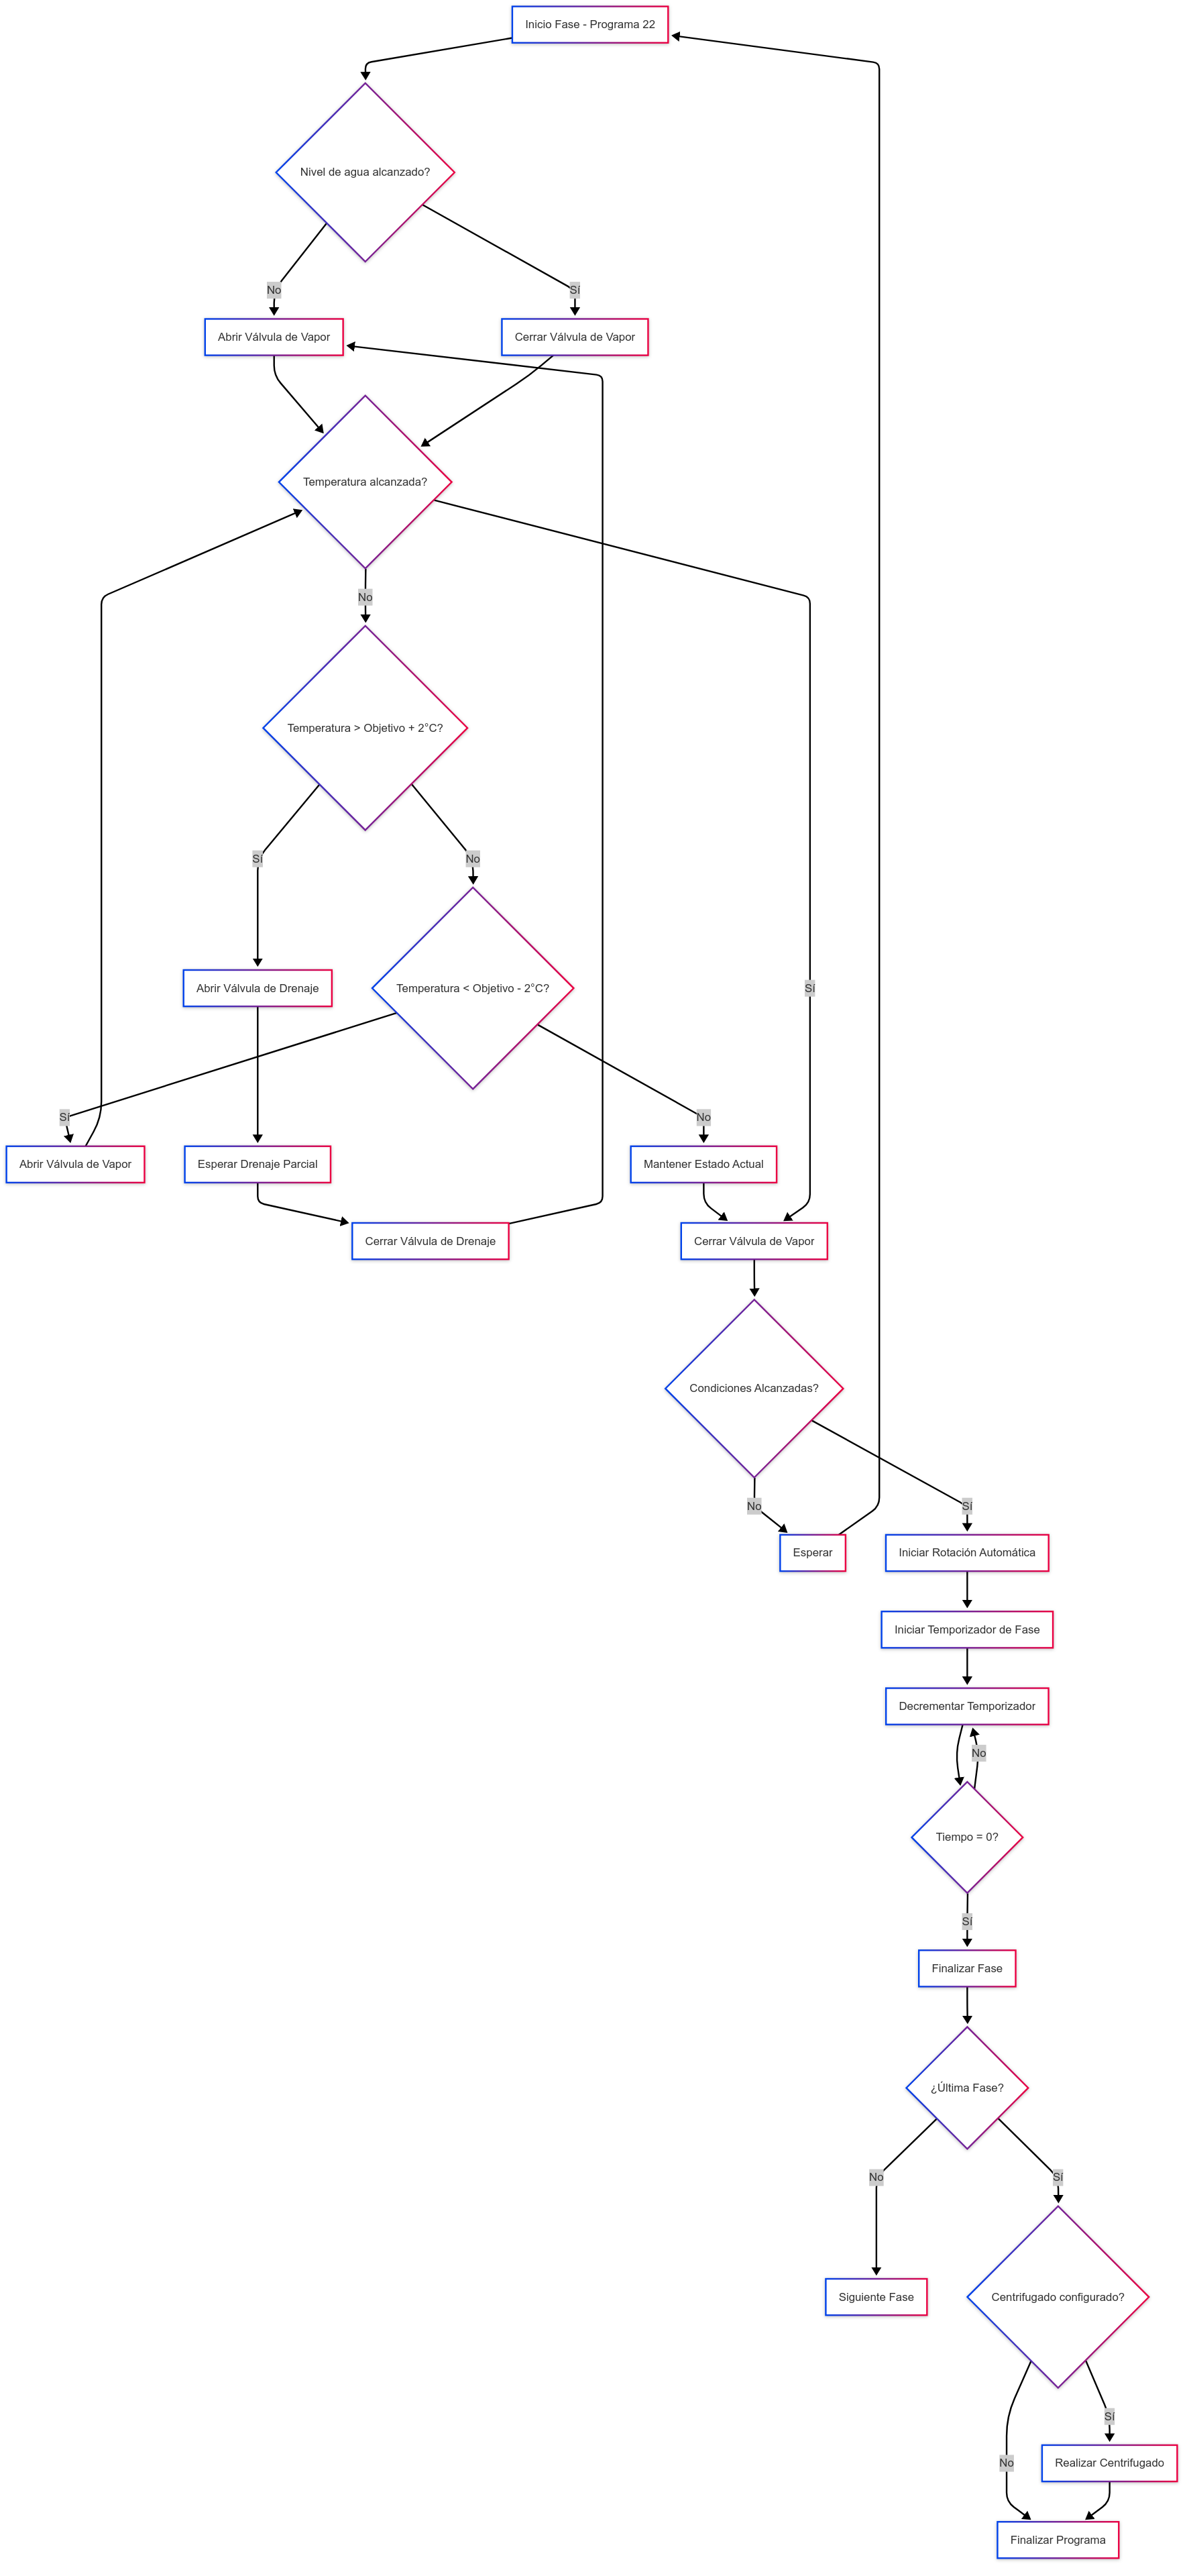 Inicio Fase - Programa 22
Nivel de agua alcanzado?
No
Sí
Abrir Válvula de Vapor
Cerrar Válvula de Vapor
Temperatura alcanzada?
No
Temperatura > Objetivo + 2°C?
Sí
No
Abrir Válvula de Drenaje
Temperatura < Objetivo - 2°C?
Sí
Sí
No
Abrir Válvula de Vapor
Esperar Drenaje Parcial
Mantener Estado Actual
Cerrar Válvula de Drenaje
Cerrar Válvula de Vapor
Condiciones Alcanzadas?
No
Sí
Esperar
Iniciar Rotación Automática
Iniciar Temporizador de Fase
Decrementar Temporizador
No
Tiempo = 0?
Sí
Finalizar Fase
¿Última Fase?
No
Sí
Siguiente Fase
Centrifugado configurado?
Sí
No
Realizar Centrifugado
Finalizar Programa